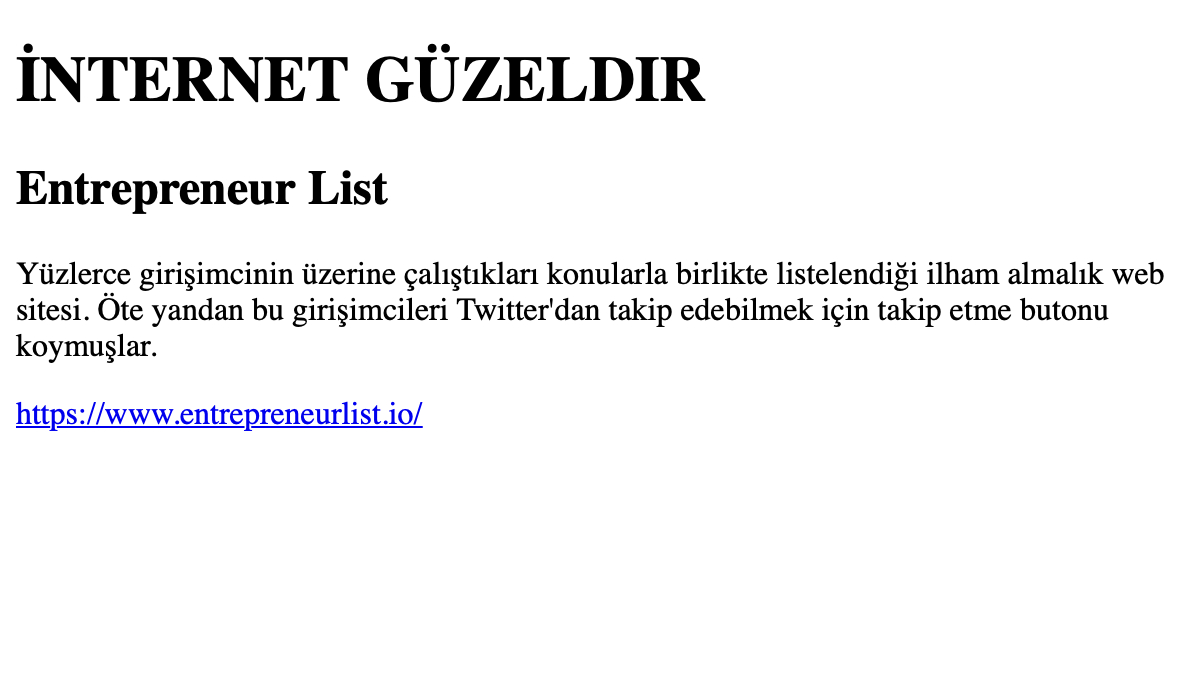 İNTERNET GÜZELDIR
Entrepreneur List
Yüzlerce girişimcinin üzerine çalıştıkları konularla birlikte listelendiği ilham almalık web
sitesi. Öte yandan bu girişimcileri Twitter'dan takip edebilmek için takip etme butonu
koymuşlar.
https://www.entrepreneurlist.io/